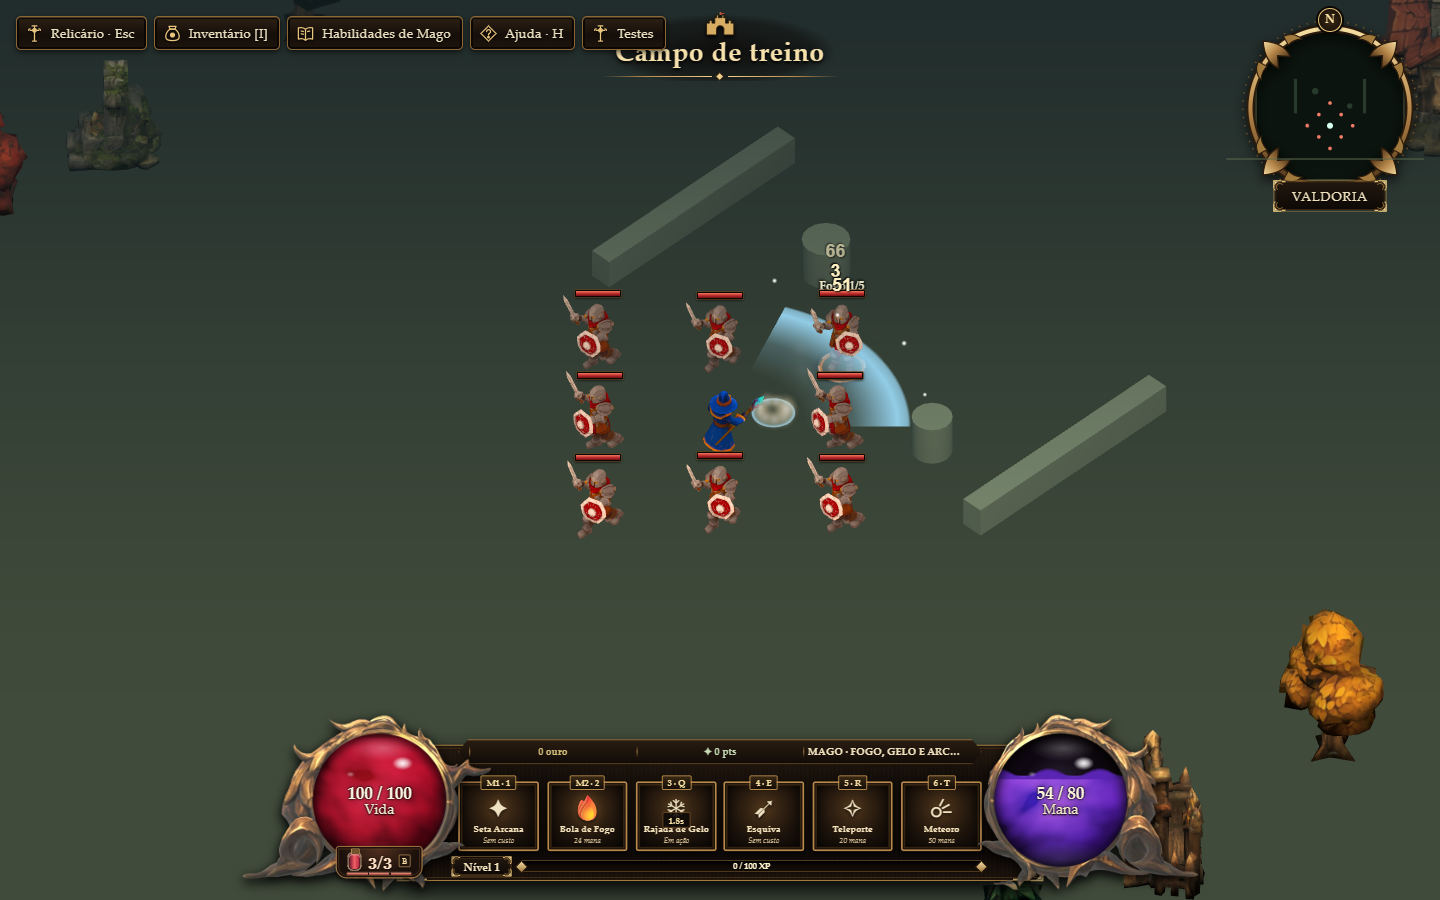 Relicário · Esc
Inventário [I]
Habilidades de Mago
Ajuda · H
Testes
Campo de treino
N
VALDORIA
66
3
51
1/5
100 / 100
Vida
3/3
B
0 ouro
0 pts
MAGO · FOGO, GELO E ARC...
M1 · 1
Seta Arcana
Sem custo
M2 · 2
Bola de Fogo
24 mana
3 · Q
1.8s
Rajada de Gelo
Em ação
4 · E
Esquiva
Sem custo
5 · R
Teleporte
20 mana
6 · T
Meteoro
50 mana
54 / 80
Mana
Nível 1
0 / 100 XP